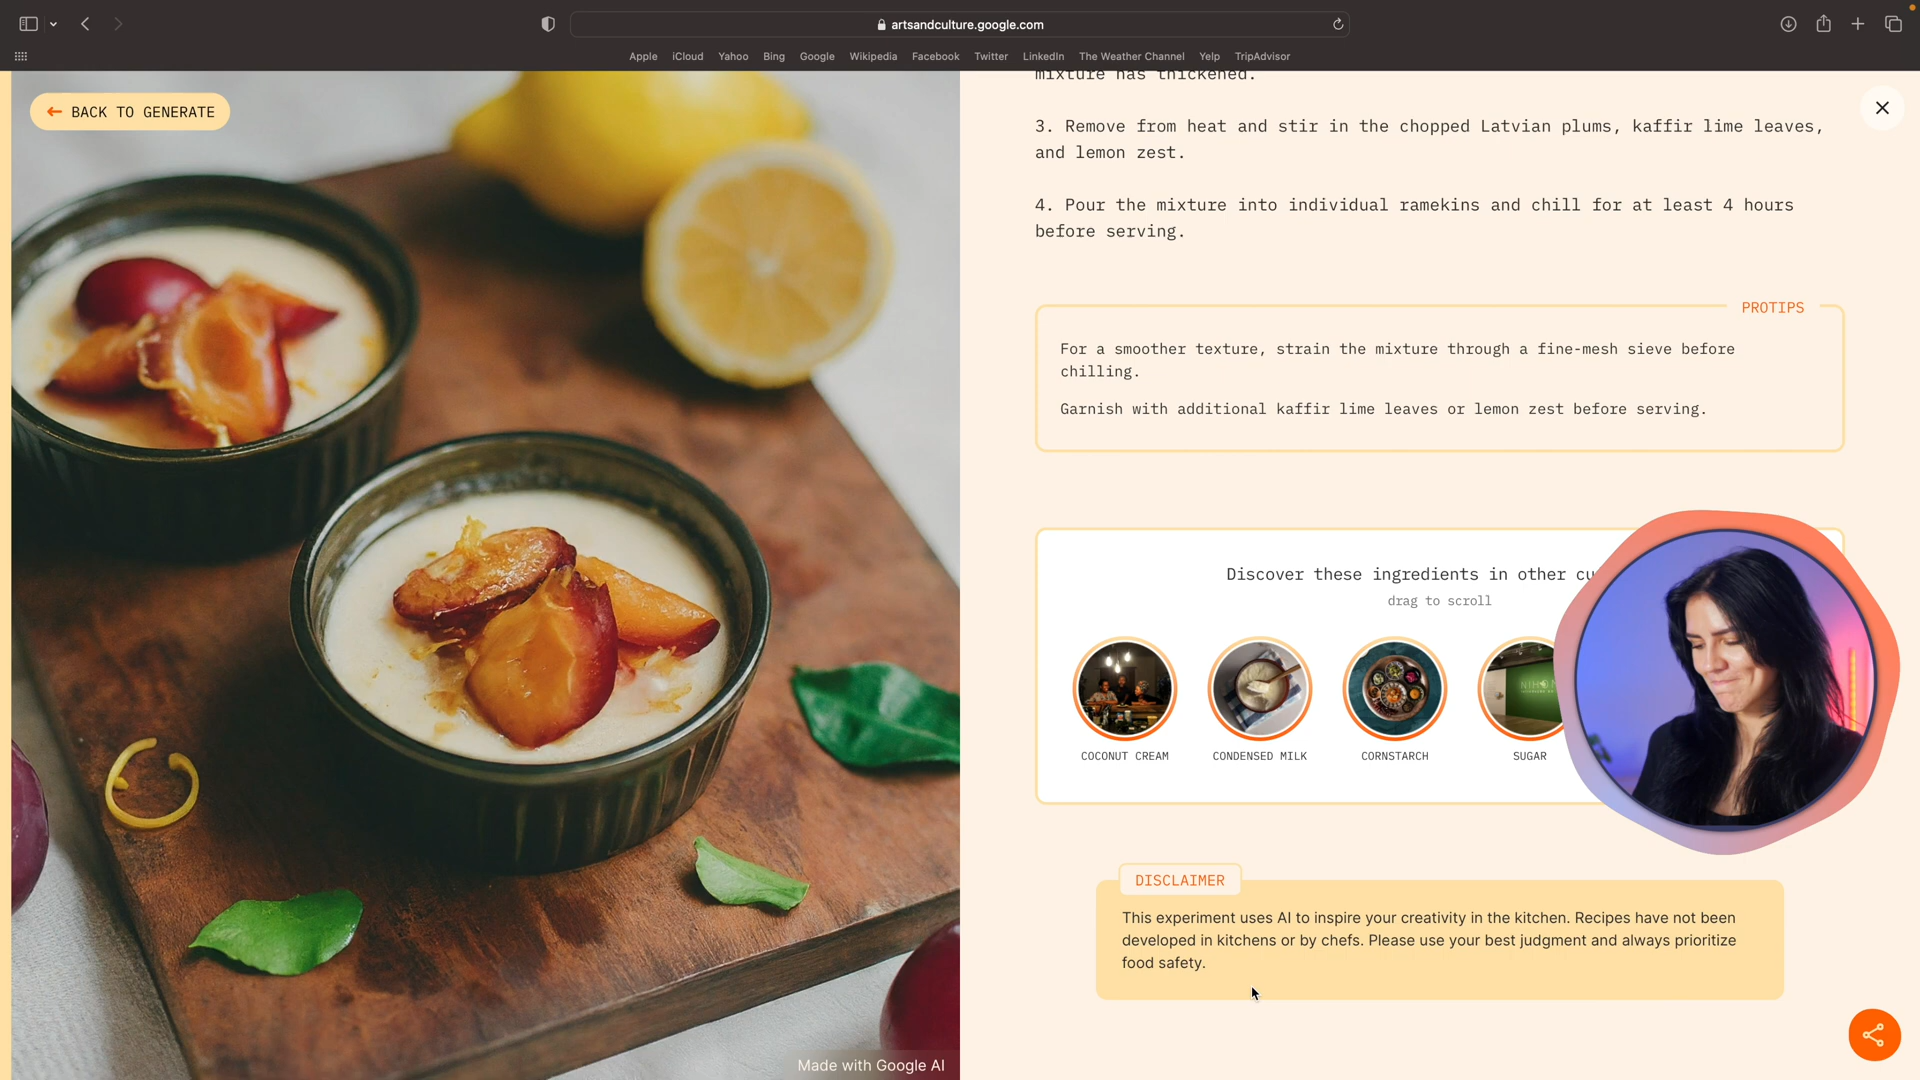 artsandculture.google.com
Apple iCloud Yahoo Bing Google Wikipedia Facebook Twitter LinkedIn The Weather Channel Yelp TripAdvisor
← BACK TO GENERATE
mixture has thickened.
3. Remove from heat and stir in the chopped Latvian plums, kaffir lime leaves,
and lemon zest.
4. Pour the mixture into individual ramekins and chill for at least 4 hours
before serving.
PROTIPS
For a smoother texture, strain the mixture through a fine-mesh sieve before
chilling.
Garnish with additional kaffir lime leaves or lemon zest before serving.
Discover these ingredients in other cu
drag to scroll
COCONUT CREAM CONDENSED MILK CORNSTARCH SUGAR
DISCLAIMER
This experiment uses AI to inspire your creativity in the kitchen. Recipes have not been
developed in kitchens or by chefs. Please use your best judgment and always prioritize
food safety.
Made with Google AI